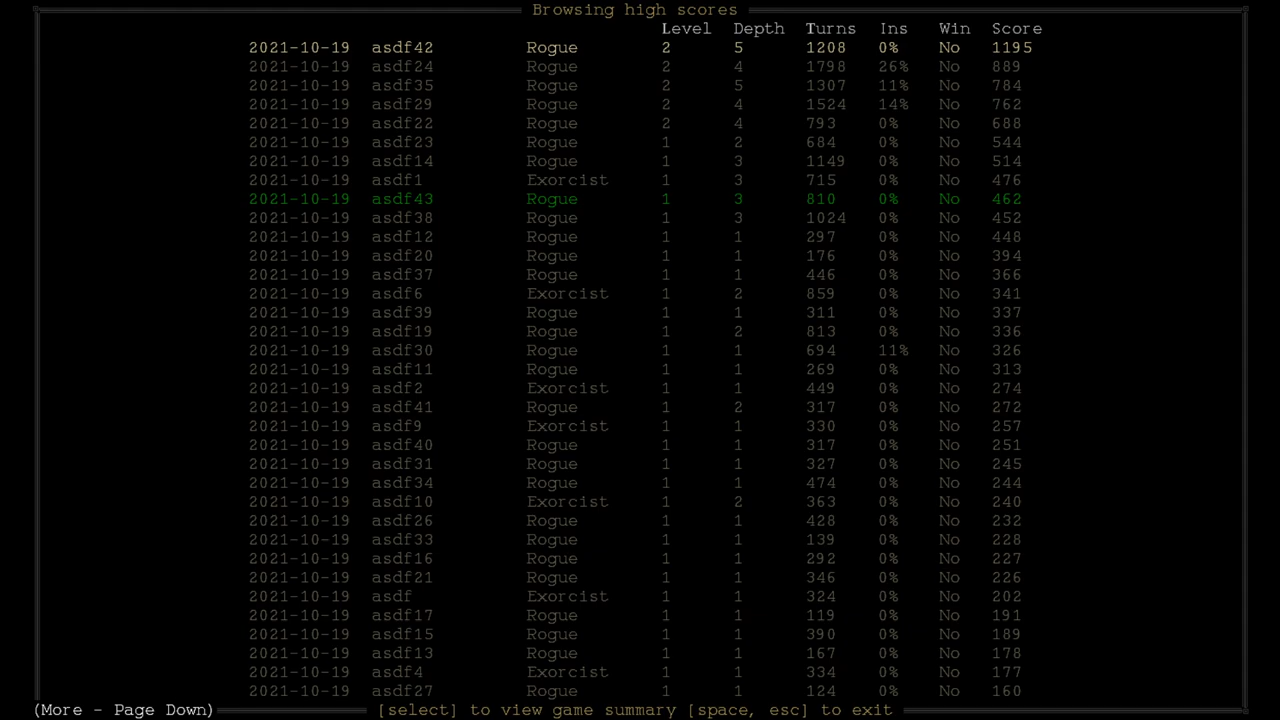 Browsing high scores
Level Depth Turns Ins Win Score
2021-10-19 asdf42 Rogue 2 5 1208 0% No 1195
2021-10-19 asdf24 Rogue 2 4 1798 26% No 889
2021-10-19 asdf35 Rogue 2 5 1307 11% No 784
2021-10-19 asdf29 Rogue 2 4 1524 14% No 762
2021-10-19 asdf22 Rogue 2 4 793 0% No 688
2021-10-19 asdf23 Rogue 1 2 684 0% No 544
2021-10-19 asdf14 Rogue 1 3 1149 0% No 514
2021-10-19 asdf1 Exorcist 1 3 715 0% No 476
2021-10-19 asdf43 Rogue 1 3 810 0% No 462
2021-10-19 asdf38 Rogue 1 3 1024 0% No 452
2021-10-19 asdf12 Rogue 1 1 297 0% No 448
2021-10-19 asdf20 Rogue 1 1 176 0% No 394
2021-10-19 asdf37 Rogue 1 1 446 0% No 366
2021-10-19 asdf6 Exorcist 1 2 859 0% No 341
2021-10-19 asdf39 Rogue 1 1 311 0% No 337
2021-10-19 asdf19 Rogue 1 2 813 0% No 336
2021-10-19 asdf30 Rogue 1 1 694 11% No 326
2021-10-19 asdf11 Rogue 1 1 269 0% No 313
2021-10-19 asdf2 Exorcist 1 1 449 0% No 274
2021-10-19 asdf41 Rogue 1 2 317 0% No 272
2021-10-19 asdf9 Exorcist 1 1 330 0% No 257
2021-10-19 asdf40 Rogue 1 1 317 0% No 251
2021-10-19 asdf31 Rogue 1 1 327 0% No 245
2021-10-19 asdf34 Rogue 1 1 474 0% No 244
2021-10-19 asdf10 Exorcist 1 2 363 0% No 240
2021-10-19 asdf26 Rogue 1 1 428 0% No 232
2021-10-19 asdf33 Rogue 1 1 139 0% No 228
2021-10-19 asdf16 Rogue 1 1 292 0% No 227
2021-10-19 asdf21 Rogue 1 1 346 0% No 226
2021-10-19 asdf Exorcist 1 1 324 0% No 202
2021-10-19 asdf17 Rogue 1 1 119 0% No 191
2021-10-19 asdf15 Rogue 1 1 390 0% No 189
2021-10-19 asdf13 Rogue 1 1 167 0% No 178
2021-10-19 asdf4 Exorcist 1 1 334 0% No 177
2021-10-19 asdf27 Rogue 1 1 124 0% No 160
(More - Page Down) [select] to view game summary [space, esc] to exit